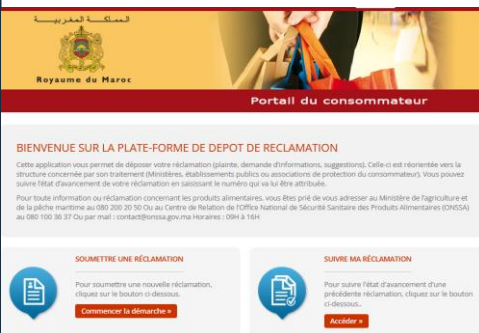 المملكة المغربية
Royaume du Maroc
Portail du consommateur
BIENVENUE SUR LA PLATE-FORME DE DEPOT DE RECLAMATION
Cette application vous permet de déposer votre réclamation (plainte, demande d'informations, suggestions). Celle-ci est réorientée vers la
structure concernée par son traitement (Ministères, établissements publics ou associations de protection du consommateur). Vous pouvez
suivre l'état d'avancement de votre réclamation en saisissant le numéro qui va lui être attribuée.
Pour toute information ou réclamation concernant les produits alimentaires, vous êtes prié de vous adresser au Ministère de l'agriculture et
de la pêche maritime au 080 200 20 50 Ou au Centre de Relation de l'Office National de Sécurité Sanitaire des Produits Alimentaires (ONSSA)
au 080 100 36 37 Ou par mail : contact@onssa.gov.ma Horaires : 09H à 16H
SOUMETTRE UNE RÉCLAMATION
Pour soumettre une nouvelle réclamation,
cliquez sur le bouton ci-dessous.
Commencer la démarche »
SUIVRE MA RÉCLAMATION
Pour suivre l'état d'avancement d'une
précédente réclamation, cliquez sur le bouton
ci-dessous..
Accéder »